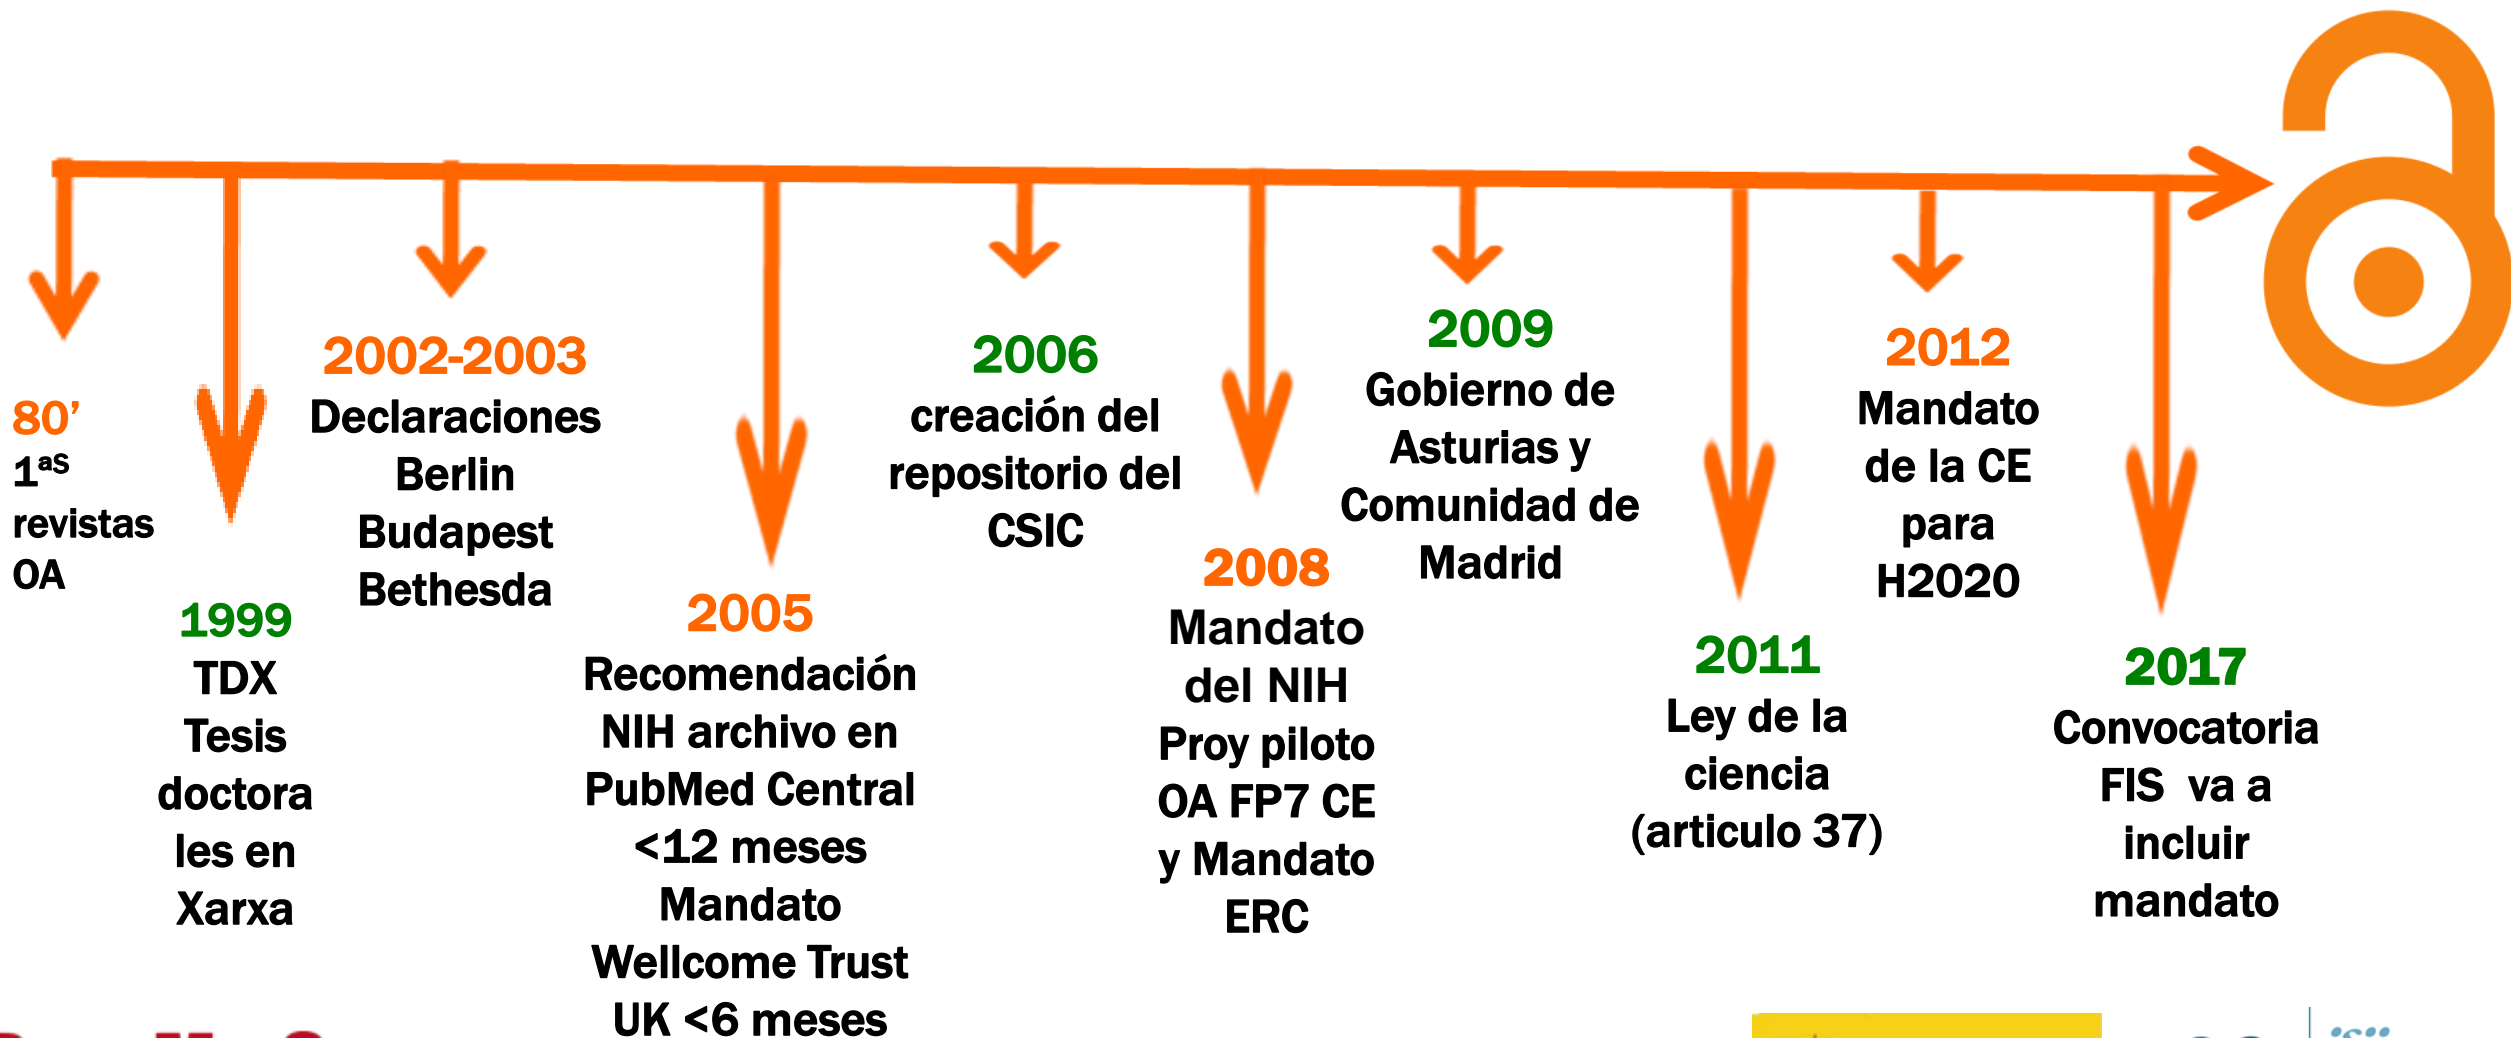 80’
1as
revistas
OA
1999
TDX
Tesis
doctora
les en
Xarxa
2002-2003
Declaraciones
Berlin
Budapest
Bethesda
2005
Recomendación
NIH archivo en
PubMed Central
<12 meses
Mandato
Wellcome Trust
UK <6 meses
2006
creación del
repositorio del
CSIC
2008
Mandato
del NIH
Proy piloto
OA FP7 CE
y Mandato
ERC
2009
Gobierno de
Asturias y
Comunidad de
Madrid
2011
Ley de la
ciencia
(articulo 37)
2012
Mandato
de la CE
para
H2020
2017
Convocatoria
FIS  va a
incluir
mandato